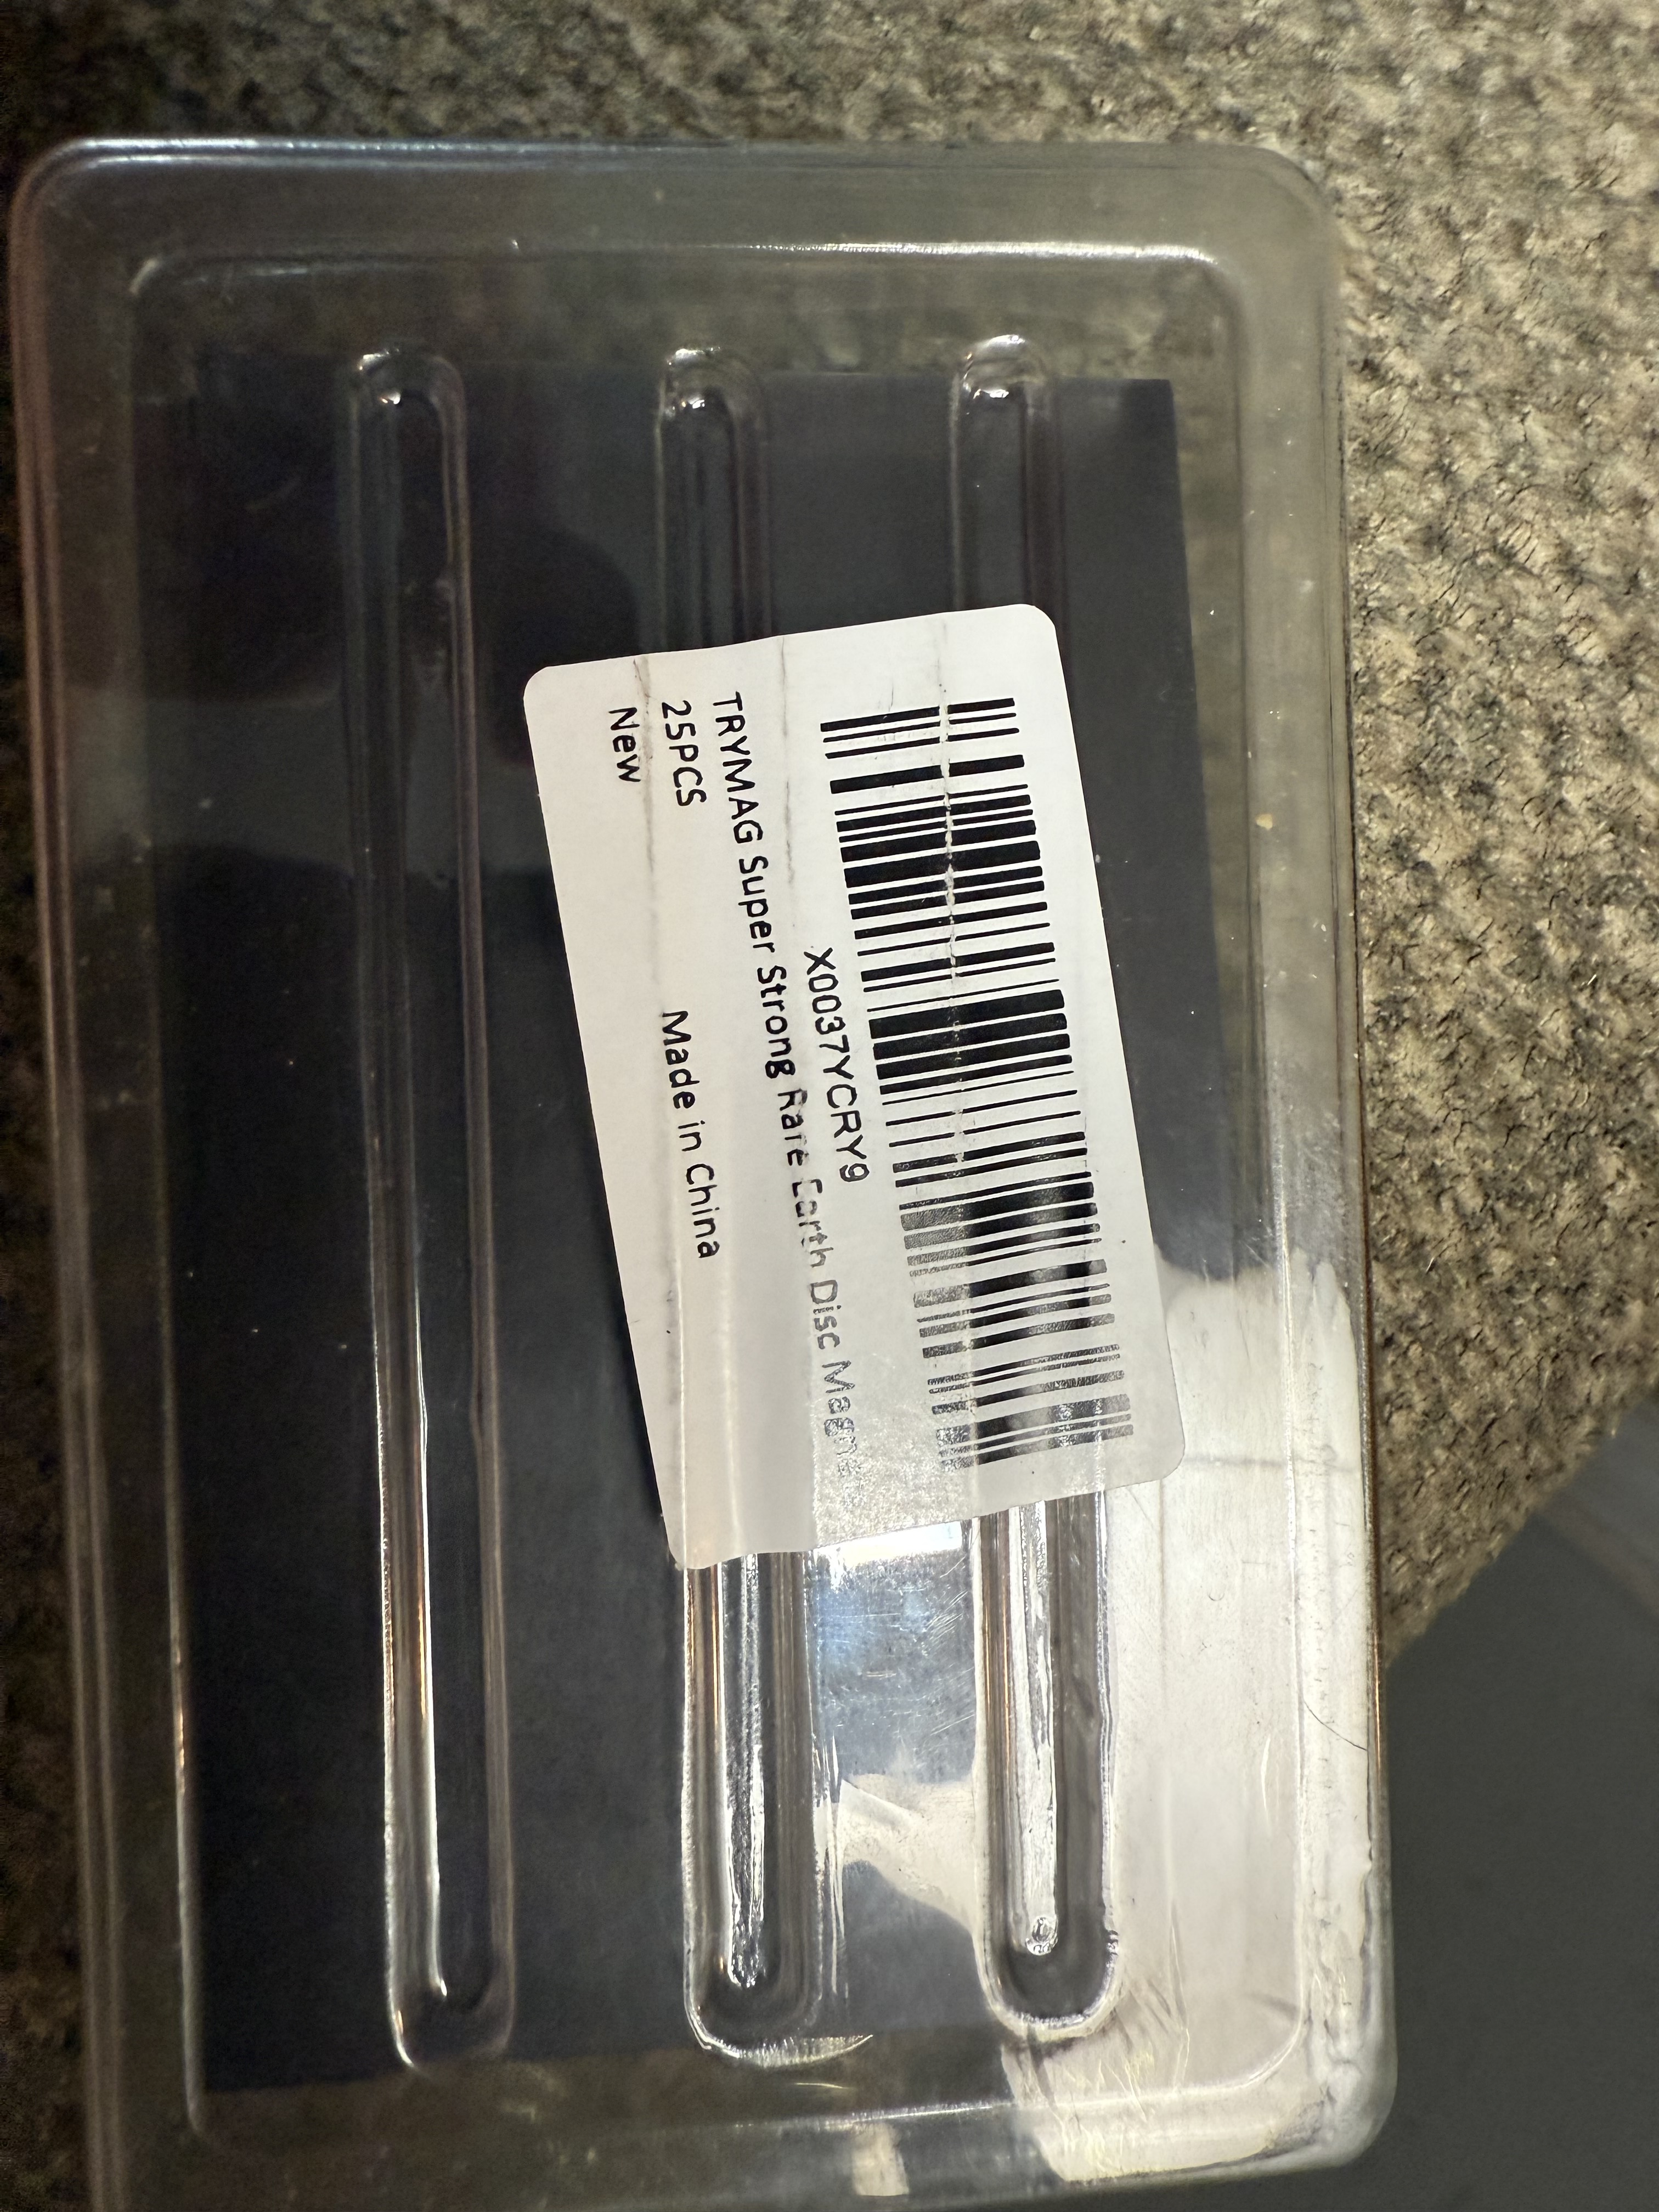 X0037YCRY9
TRYMAG Super Strong Rare Earth Disc
25PCS Made in China
New